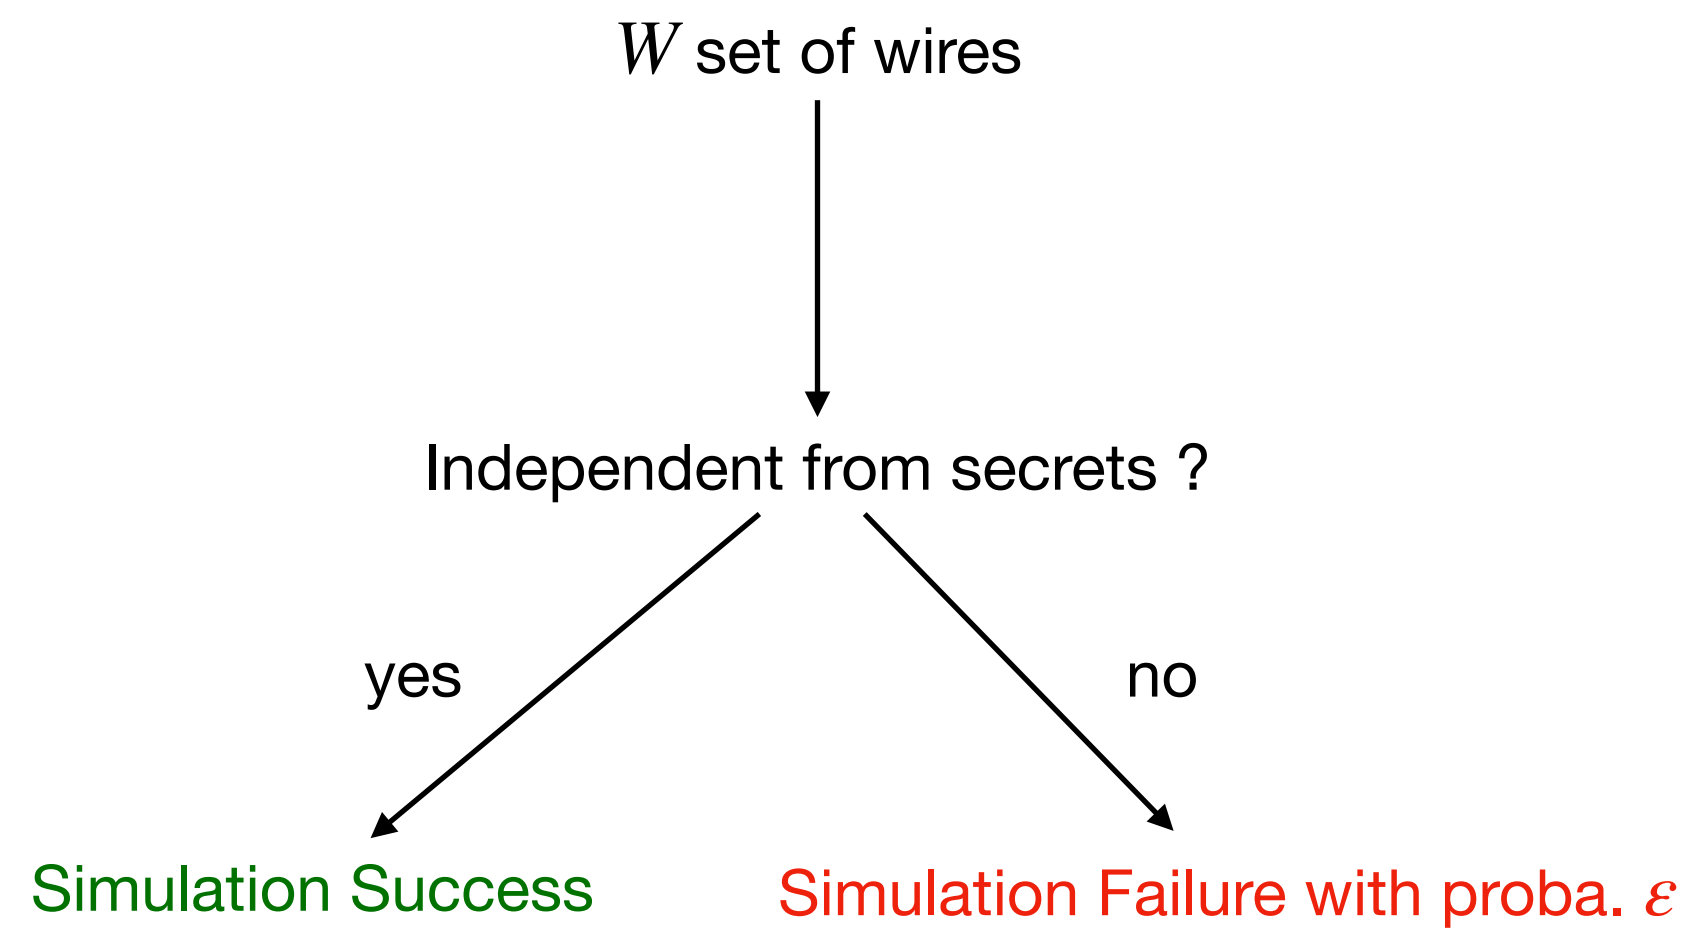 W set of wires
Independent from secrets ?
yes
no
Simulation Success
Simulation Failure with proba. ε